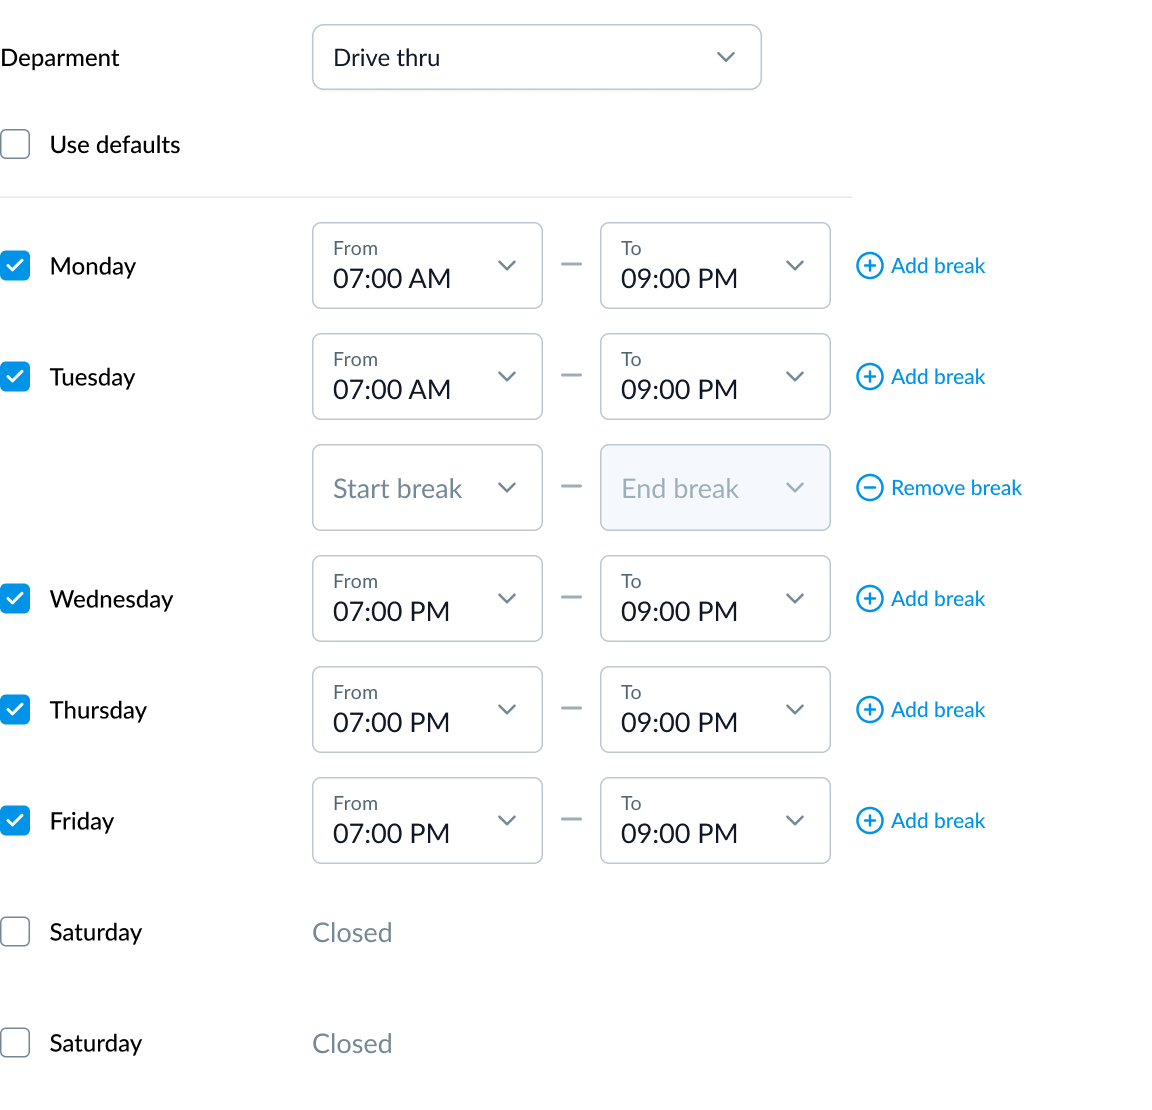 Deparment
Drive thru
Use defaults
Monday
From
07:00 AM
To
09:00 PM
Add break
Tuesday
From
07:00 AM
To
09:00 PM
Add break
Start break
End break
Remove break
Wednesday
From
07:00 PM
To
09:00 PM
Add break
Thursday
From
07:00 PM
To
09:00 PM
Add break
Friday
From
07:00 PM
To
09:00 PM
Add break
Saturday
Closed
Saturday
Closed